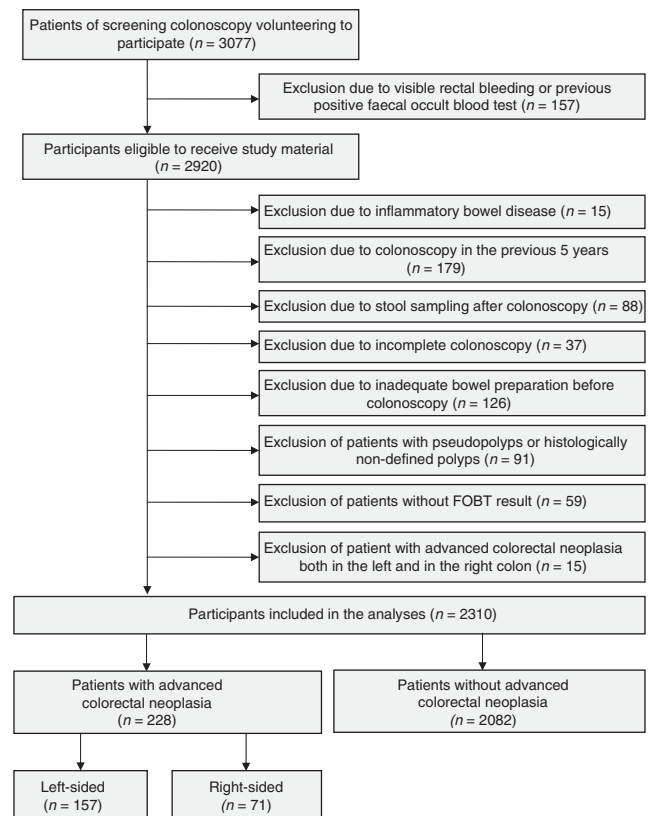 Patients of screening colonoscopy volunteering to
participate (n = 3077)
Exclusion due to visible rectal bleeding or previous
positive faecal occult blood test (n = 157)
Participants eligible to receive study material
(n = 2920)
Exclusion due to inflammatory bowel disease (n = 15)
Exclusion due to colonoscopy in the previous 5 years
(n = 179)
Exclusion due to stool sampling after colonoscopy (n = 88)
Exclusion due to incomplete colonoscopy (n = 37)
Exclusion due to inadequate bowel preparation before
colonoscopy (n = 126)
Exclusion of patients with pseudopolyps or histologically
non-defined polyps (n = 91)
Exclusion of patients without FOBT result (n = 59)
Exclusion of patient with advanced colorectal neoplasia
both in the left and in the right colon (n = 15)
Participants included in the analyses (n = 2310)
Patients with advanced
colorectal neoplasia
(n = 228)
Patients without advanced
colorectal neoplasia
(n = 2082)
Left-sided
(n = 157)
Right-sided
(n = 71)